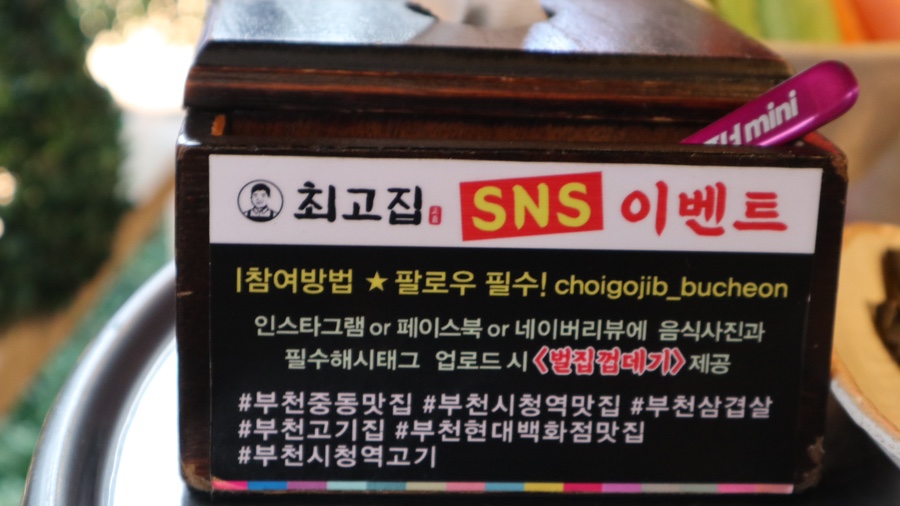 mini
최고집 SNS 이벤트
|참여방법 ★ 팔로우 필수! choigojib_bucheon
인스타그램 or 페이스북 or 네이버리뷰에 음식사진과
필수해시태그 업로드 시 <벌집껍데기> 제공
#부천중동맛집 #부천시청역맛집 #부천삼겹살
#부천고기집 #부천현대백화점맛집
#부천시청역고기